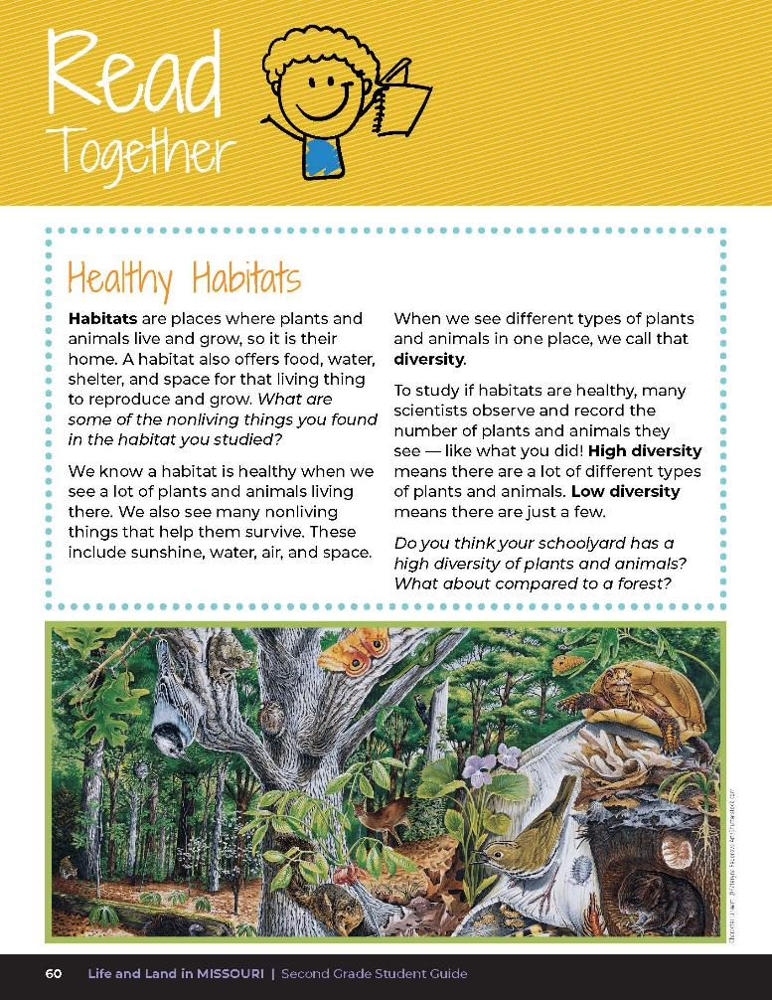 Read
Together
Healthy Habitats
Habitats are places where plants and
animals live and grow, so it is their
home. A habitat also offers food, water,
shelter, and space for that living thing
to reproduce and grow. What are
some of the nonliving things you found
in the habitat you studied?
We know a habitat is healthy when we
see a lot of plants and animals living
there. We also see many nonliving
things that help them survive. These
include sunshine, water, air, and space.
When we see different types of plants
and animals in one place, we call that
diversity.
To study if habitats are healthy, many
scientists observe and record the
number of plants and animals they
see — like what you did! High diversity
means there are a lot of different types
of plants and animals. Low diversity
means there are just a few.
Do you think your schoolyard has a
high diversity of plants and animals?
What about compared to a forest?
60 Life and Land in MISSOURI | Second Grade Student Guide